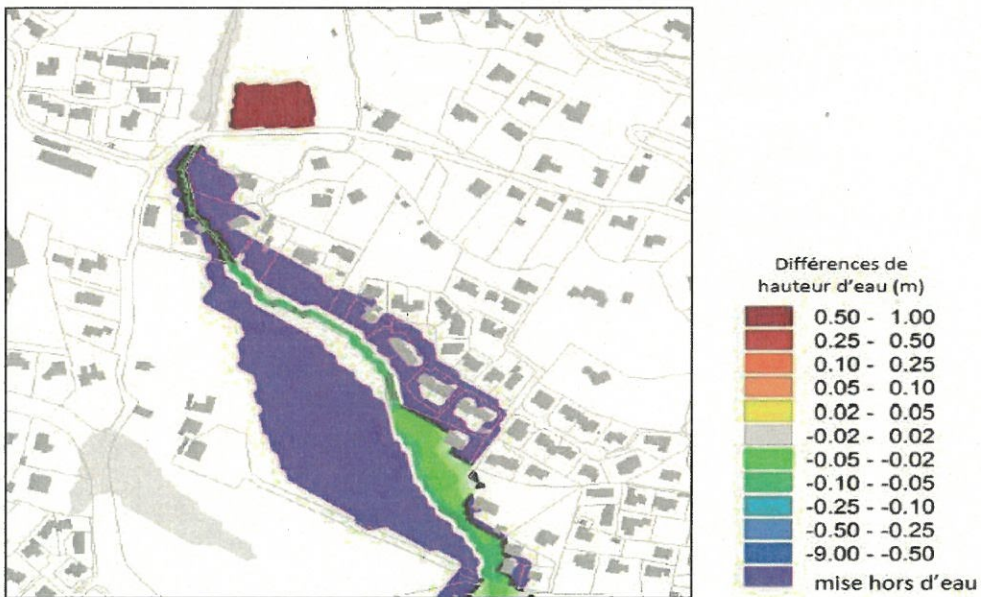 Différences de
hauteur d'eau (m)
0.50 - 1.00
0.25 - 0.50
0.10 - 0.25
0.05 - 0.10
0.02 - 0.05
-0.02 - 0.02
-0.05 - -0.02
-0.10 - -0.05
-0.25 - -0.10
-0.50 - -0.25
-9.00 - -0.50
mise hors d'eau